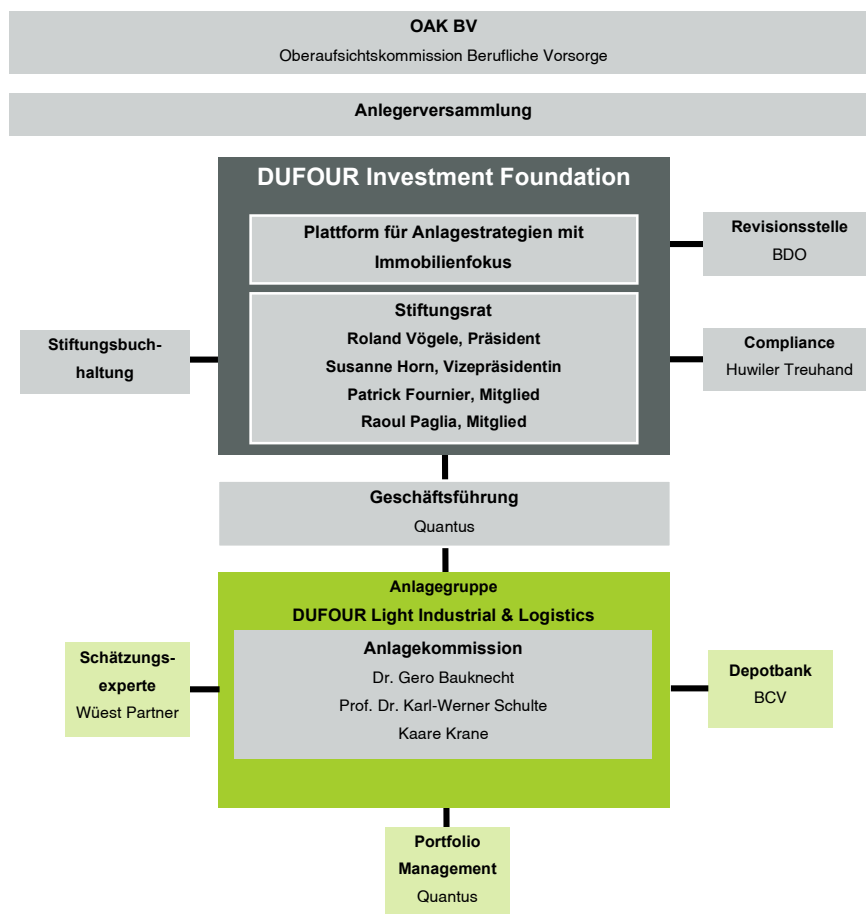 OAK BV
Oberaufsichtskommission Berufliche Vorsorge
Anlegerversammlung
DUFOUR Investment Foundation
Plattform für Anlagestrategien mit
Immobilienfokus
Revisionsstelle
BDO
Stiftungsrat
Roland Vögele, Präsident
Susanne Horn, Vizepräsidentin
Patrick Fournier, Mitglied
Raoul Paglia, Mitglied
Stiftungsbuch-
haltung
Compliance
Huwiler Treuhand
Geschäftsführung
Quantus
Anlagegruppe
DUFOUR Light Industrial & Logistics
Anlagekommission
Dr. Gero Bauknecht
Prof. Dr. Karl-Werner Schulte
Kaare Krane
Schätzungs-
experte
Wüest Partner
Depotbank
BCV
Portfolio
Management
Quantus